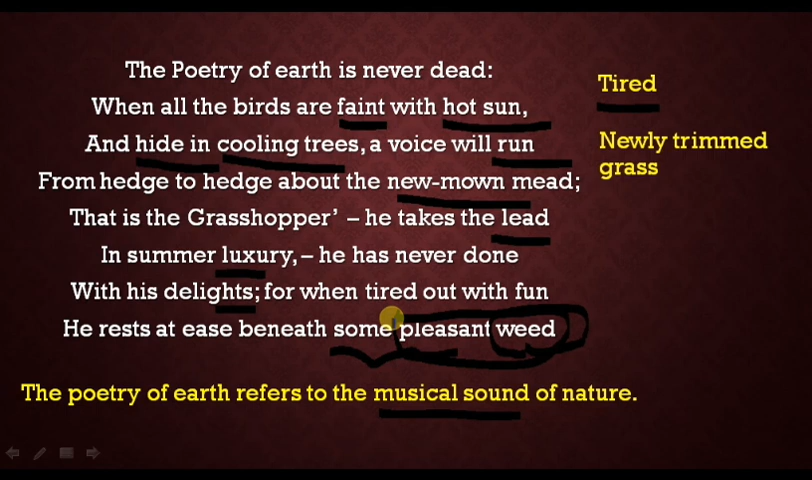 The Poetry of earth is never dead:
When all the birds are faint with hot sun,
And hide in cooling trees, a voice will run
From hedge to hedge about the new-mown mead;
That is the Grasshopper’ – he takes the lead
In summer luxury, – he has never done
With his delights; for when tired out with fun
He rests at ease beneath some pleasant weed
Tired
Newly trimmed
grass
The poetry of earth refers to the musical sound of nature.